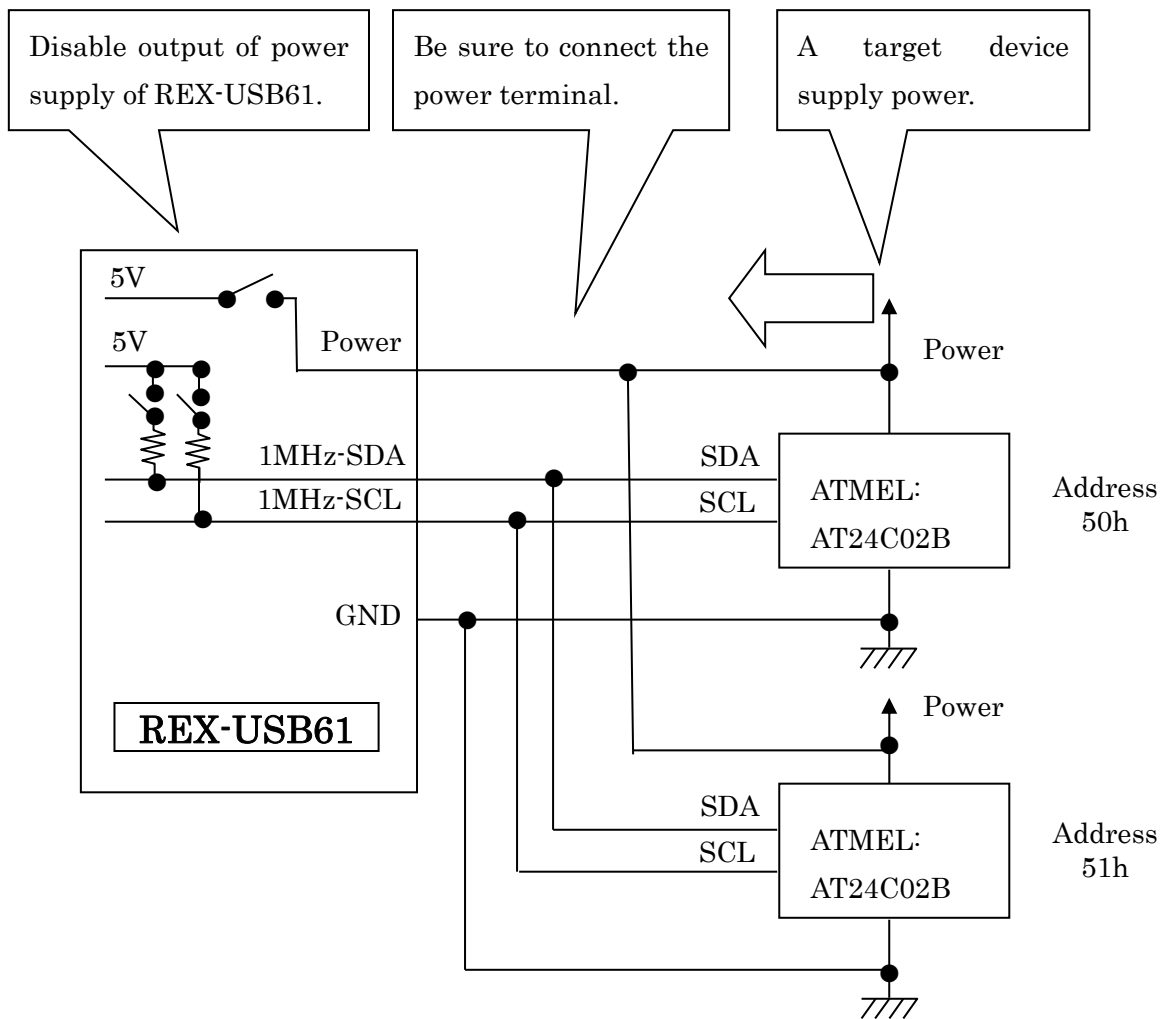 Disable output of power
supply of REX-USB61.
Be sure to connect the
power terminal.
A target device
supply power.
5V
5V
Power
Power
1MHz-SDA
SDA
1MHz-SCL
SCL
ATMEL:
AT24C02B
Address
50h
GND
REX-USB61
Power
SDA
SCL
ATMEL:
AT24C02B
Address
51h